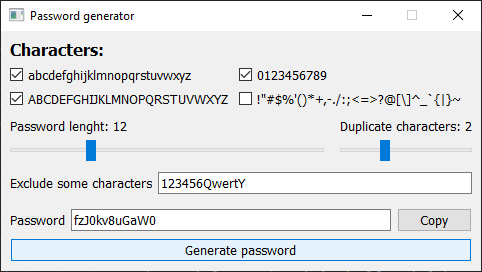 Password generator
Characters:
abcdefghijklmnopqrstuvwxyz
0123456789
ABCDEFGHIJKLMNOPQRSTUVWXYZ
!"#$%'()*+,-./:;<=>?@[\]^_`{|}~
Password lenght: 12
Duplicate characters: 2
Exclude some characters 123456QwertY
Password fzJ0kv8uGaW0 Copy
Generate password